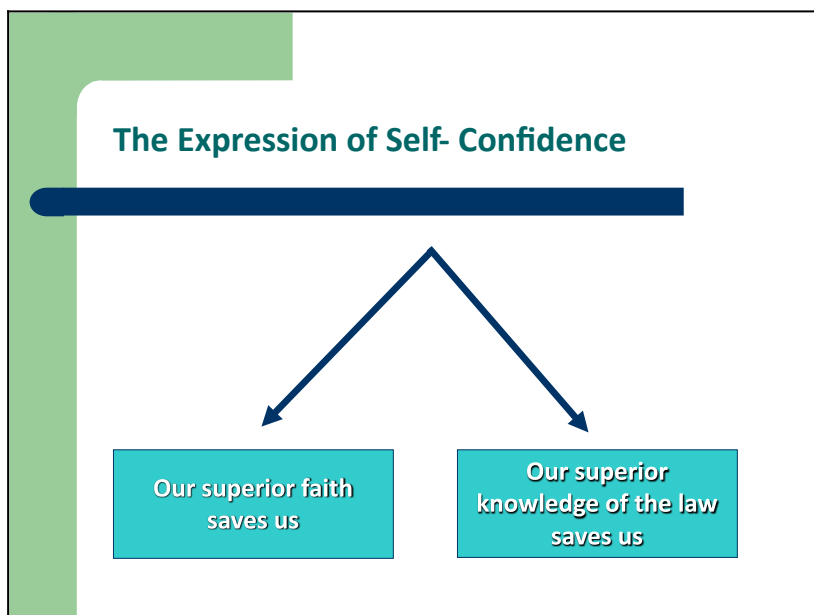 The Expression of Self- Confidence
Our superior faith
saves us
Our superior
knowledge of the law
saves us